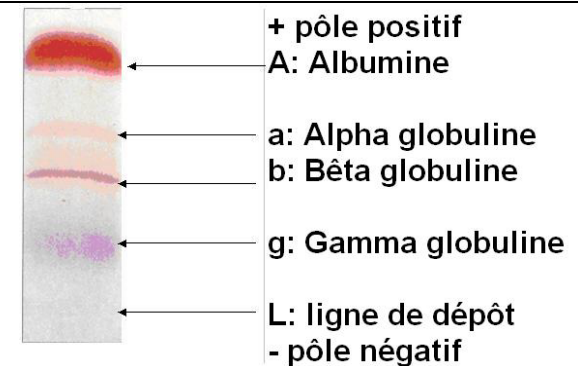 + pôle positif
A: Albumine
a: Alpha globuline
b: Bêta globuline
g: Gamma globuline
L: ligne de dépôt
- pôle négatif